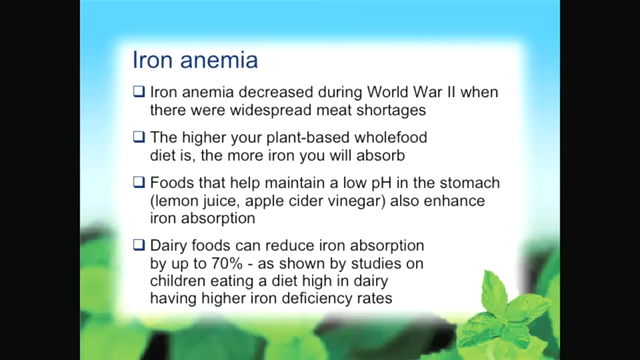 Iron anemia
❑ Iron anemia decreased during World War II when
there were widespread meat shortages
❑ The higher your plant-based wholefood
diet is, the more iron you will absorb
❑ Foods that help maintain a low pH in the stomach
(lemon juice, apple cider vinegar) also enhance
iron absorption
❑ Dairy foods can reduce iron absorption
by up to 70% - as shown by studies on
children eating a diet high in dairy
having higher iron deficiency rates